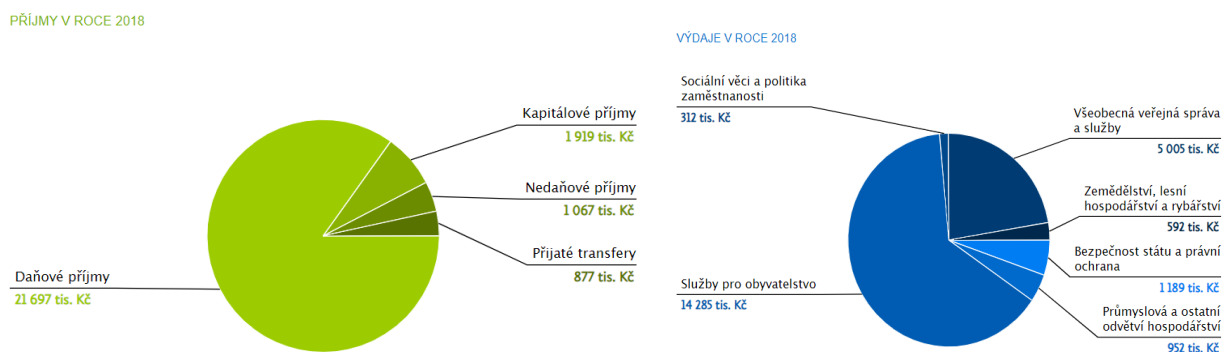 PŘÍJMY V ROCE 2018
Kapitálové příjmy
1 919 tis. Kč
Nedaňové příjmy
1 067 tis. Kč
Přijaté transfery
877 tis. Kč
Daňové příjmy
21 697 tis. Kč
VÝDAJE V ROCE 2018
Sociální věci a politika
zaměstnanosti
312 tis. Kč
Všeobecná veřejná správa
a služby
5 005 tis. Kč
Zemědělství, lesní
hospodářství a rybářství
592 tis. Kč
Bezpečnost státu a právní
ochrana
1 189 tis. Kč
Služby pro obyvatelstvo
14 285 tis. Kč
Průmyslová a ostatní
odvětví hospodářství
952 tis. Kč